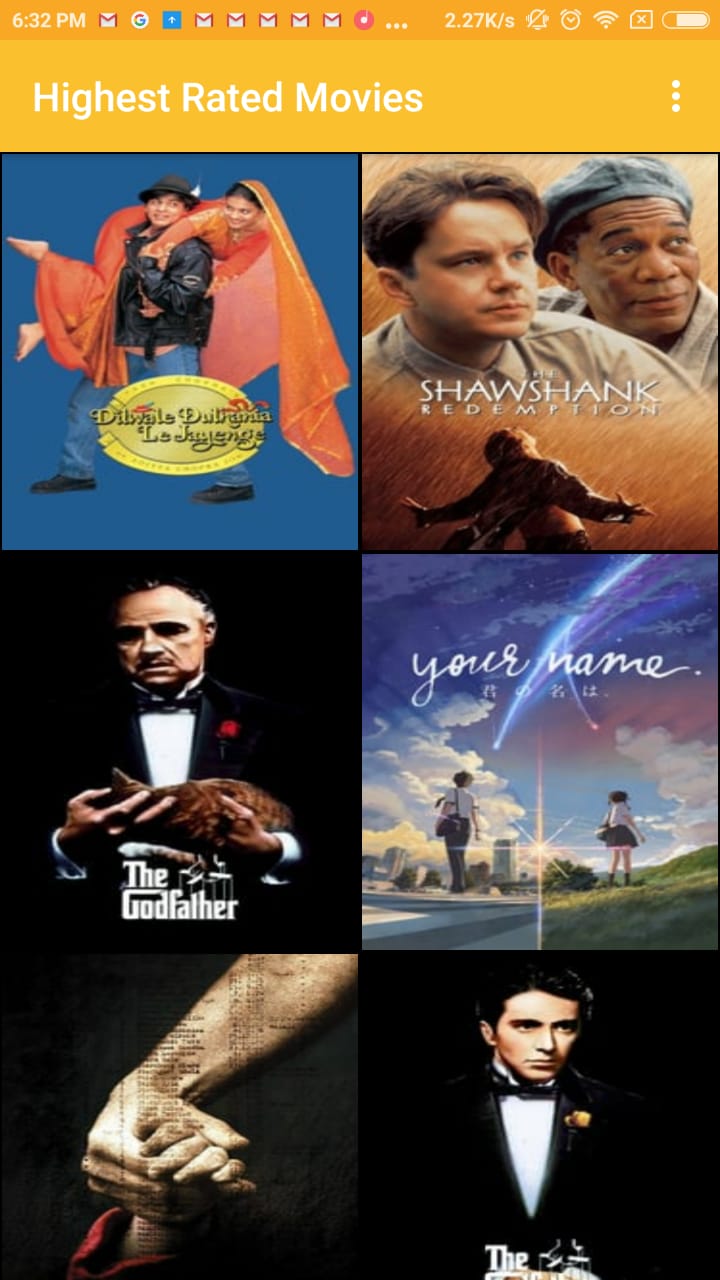 6:32 PM
2.27K/s
Highest Rated Movies
Dilwale Dulhania
Le Jayenge
THE
SHAWSHANK
REDEMPTION
The
Godfather
your name.
君の名は.
The